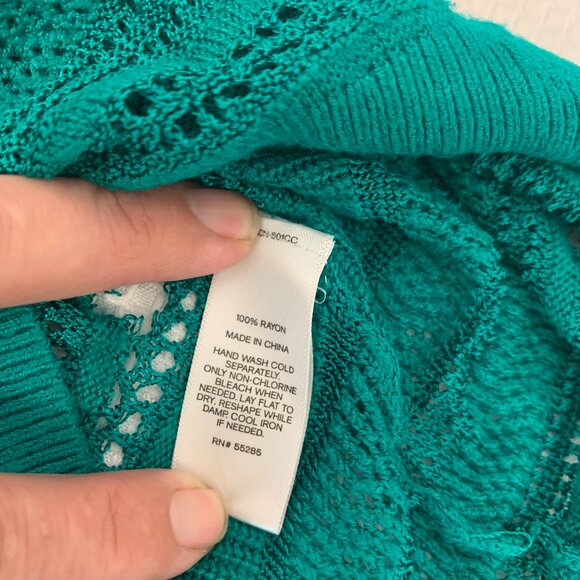 100% RAYON
MADE IN CHINA
HAND WASH COLD
SEPARATELY.
ONLY NON-CHLORINE
BLEACH WHEN
NEEDED. LAY FLAT TO
DRY, RESHAPE WHILE
DAMP. COOL IRON
IF NEEDED.
RN# 55285